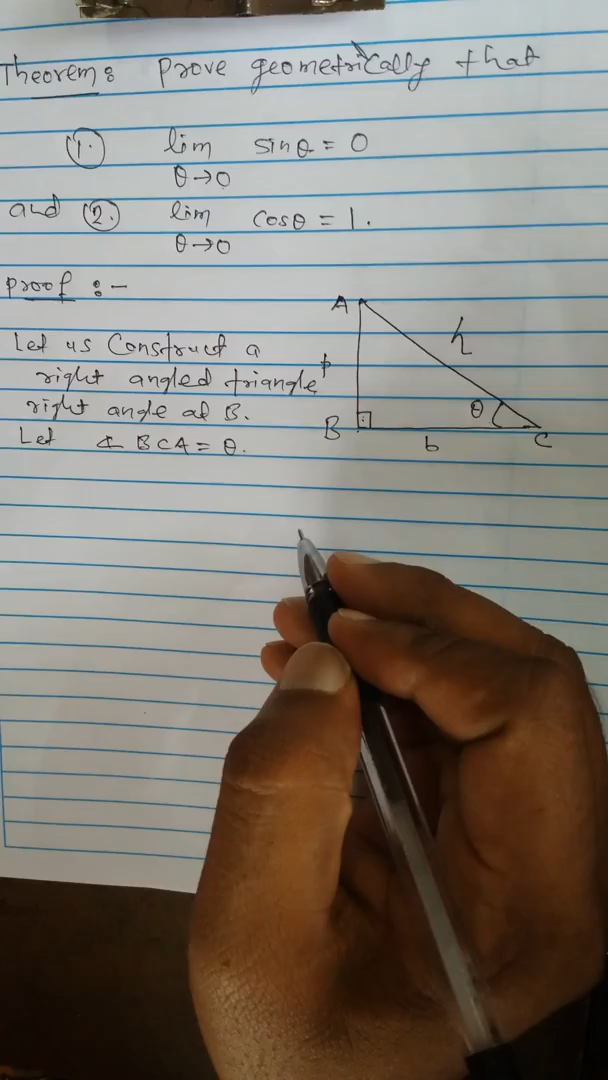 Theorem: Prove geometrically that
①. lim sinθ = 0
θ→0
and ②. lim cosθ = 1.
θ→0
Proof :-
Let us Construct a
right angled triangle
right angle at B.
Let ∡ BCA = θ.
A
h
p
θ
B
b
C